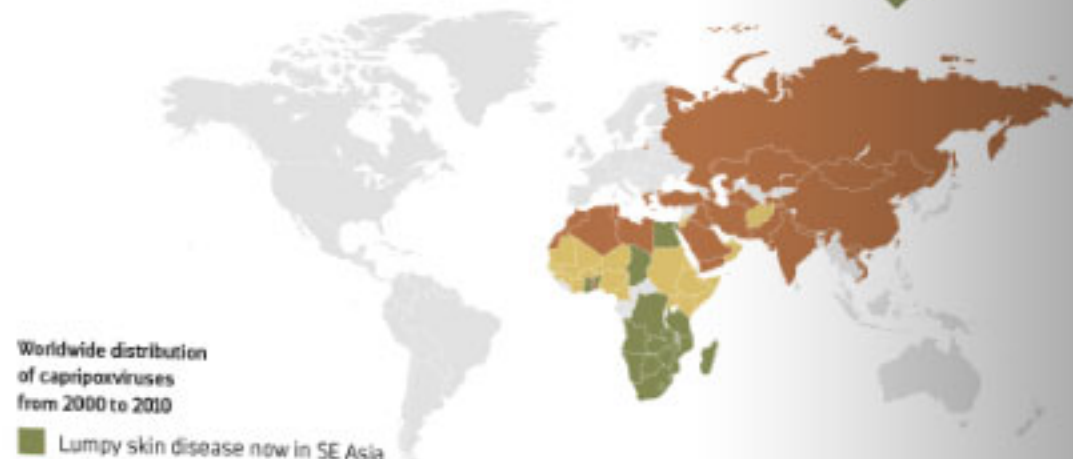 Worldwide distribution
of capripoxviruses
from 2000 to 2010
Lumpy skin disease now in SE Asia